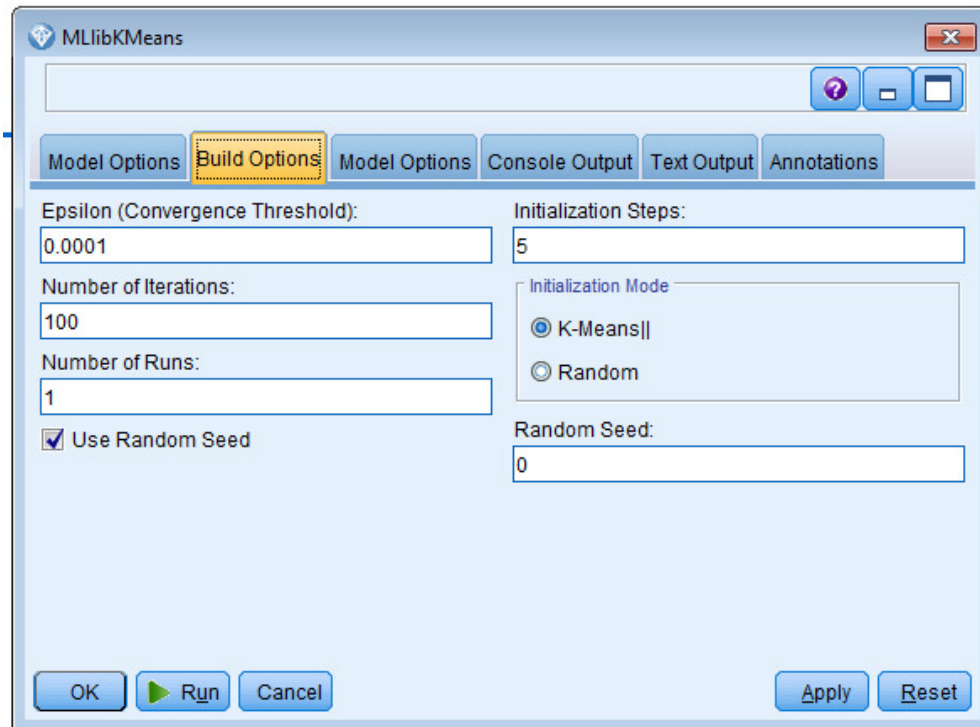 MLlibKMeans
Model Options Build Options Model Options Console Output Text Output Annotations
Epsilon (Convergence Threshold):
0.0001
Number of Iterations:
100
Number of Runs:
1
Use Random Seed
Initialization Steps:
5
Initialization Mode
K-Means||
Random
Random Seed:
0
OK Run Cancel Apply Reset